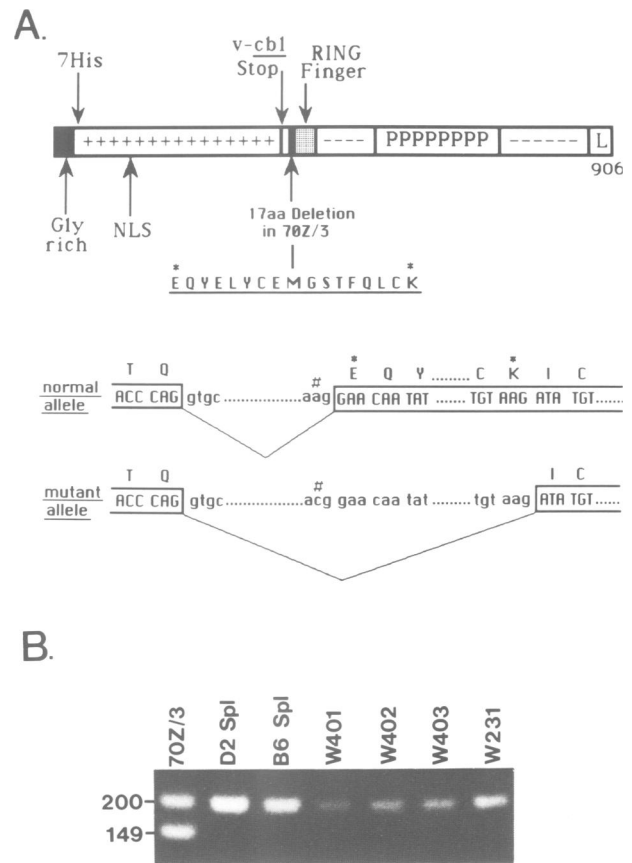 A.
7His
v-cbl
Stop
RING
Finger
+++++++++++++++
----
PPPPPPPPP
------
L
906
Gly
rich
NLS
17aa Deletion
in 70Z/3
* *
E Q Y E L Y C E M G S T F Q L C K
* *
T Q # E Q Y ........ C K I C
normal
allele
ACC CAG gtgc...............aag GAA CAA TAT ...... TGT AAG ATA TGT......
T Q # I C
mutant
allele
ACC CAG gtgc...............acg gaa caa tat.........tgt aag ATA TGT......
B.
70Z/3
D2 Spl
B6 Spl
W401
W402
W403
W231
200
149